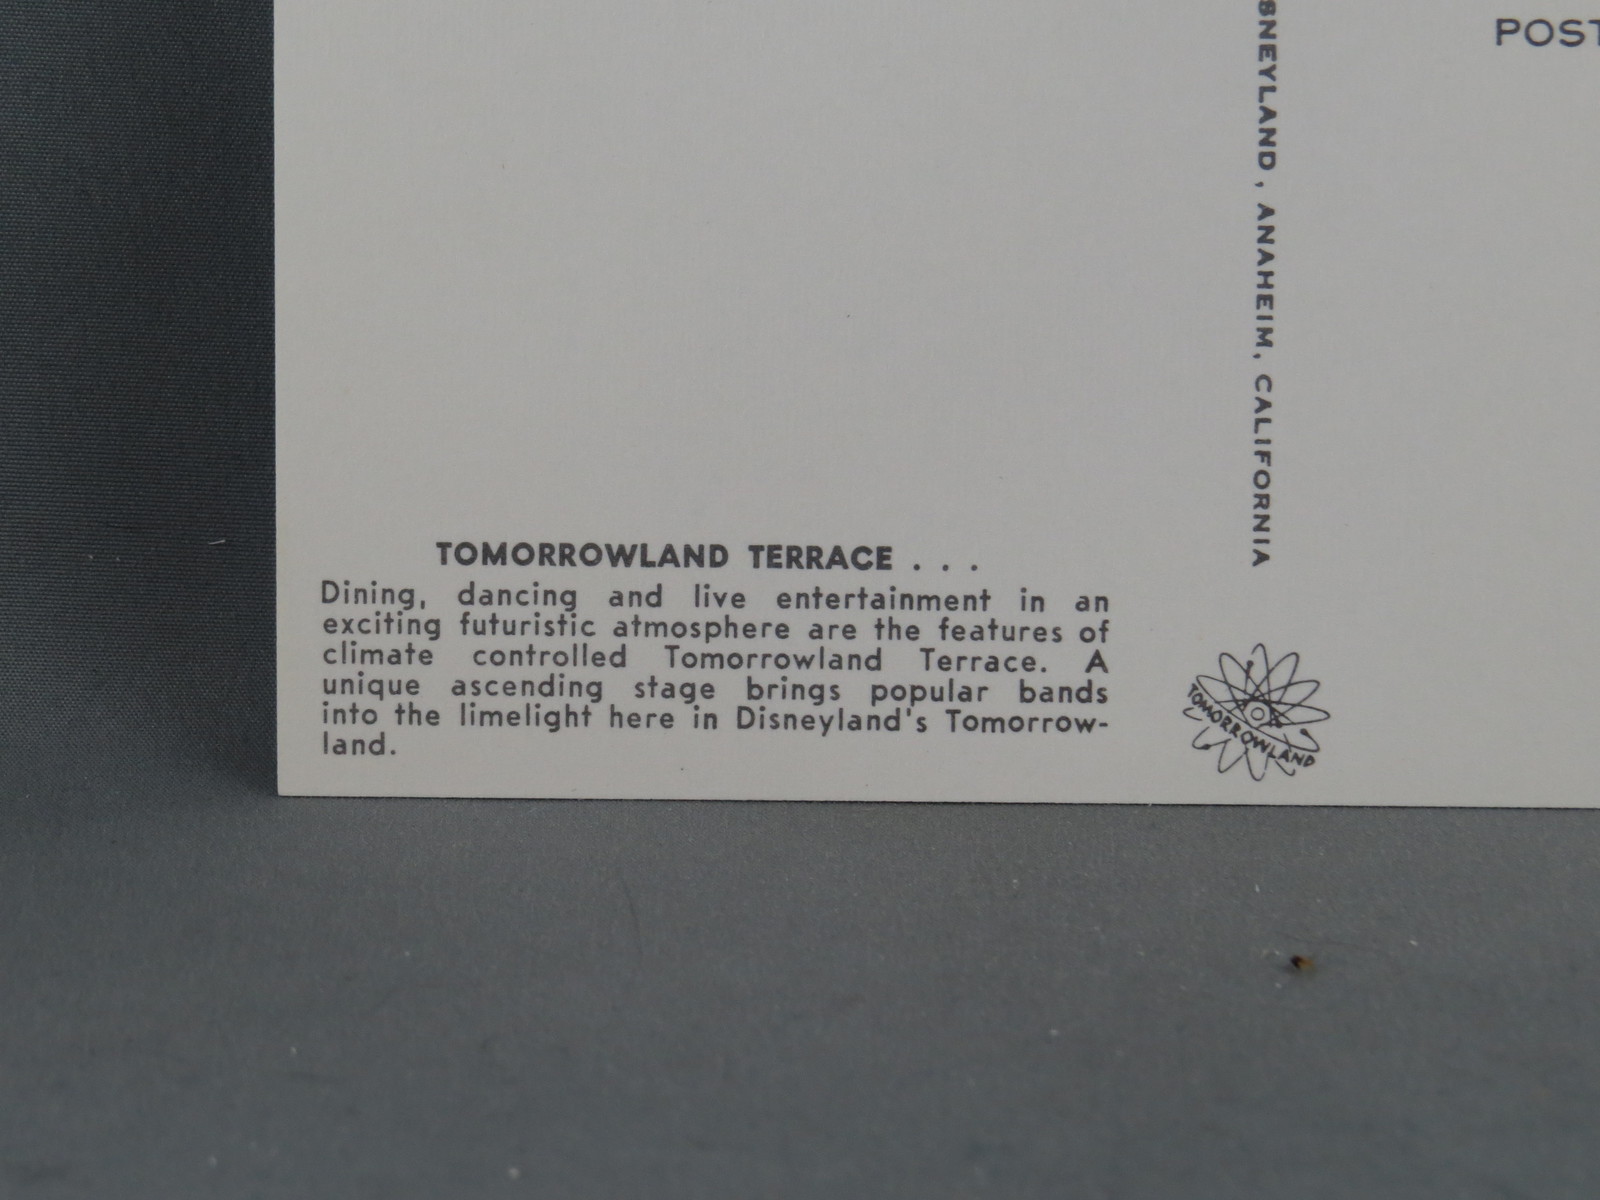 TOMORROWLAND TERRACE . . .
Dining, dancing and live entertainment in an
exciting futuristic atmosphere are the features of
climate controlled Tomorrowland Terrace. A
unique ascending stage brings popular bands
into the limelight here in Disneyland's Tomorrow-
land.
SNEYLAND , ANAHEIM, CALIFORNIA
TOMORROWLAND
POST